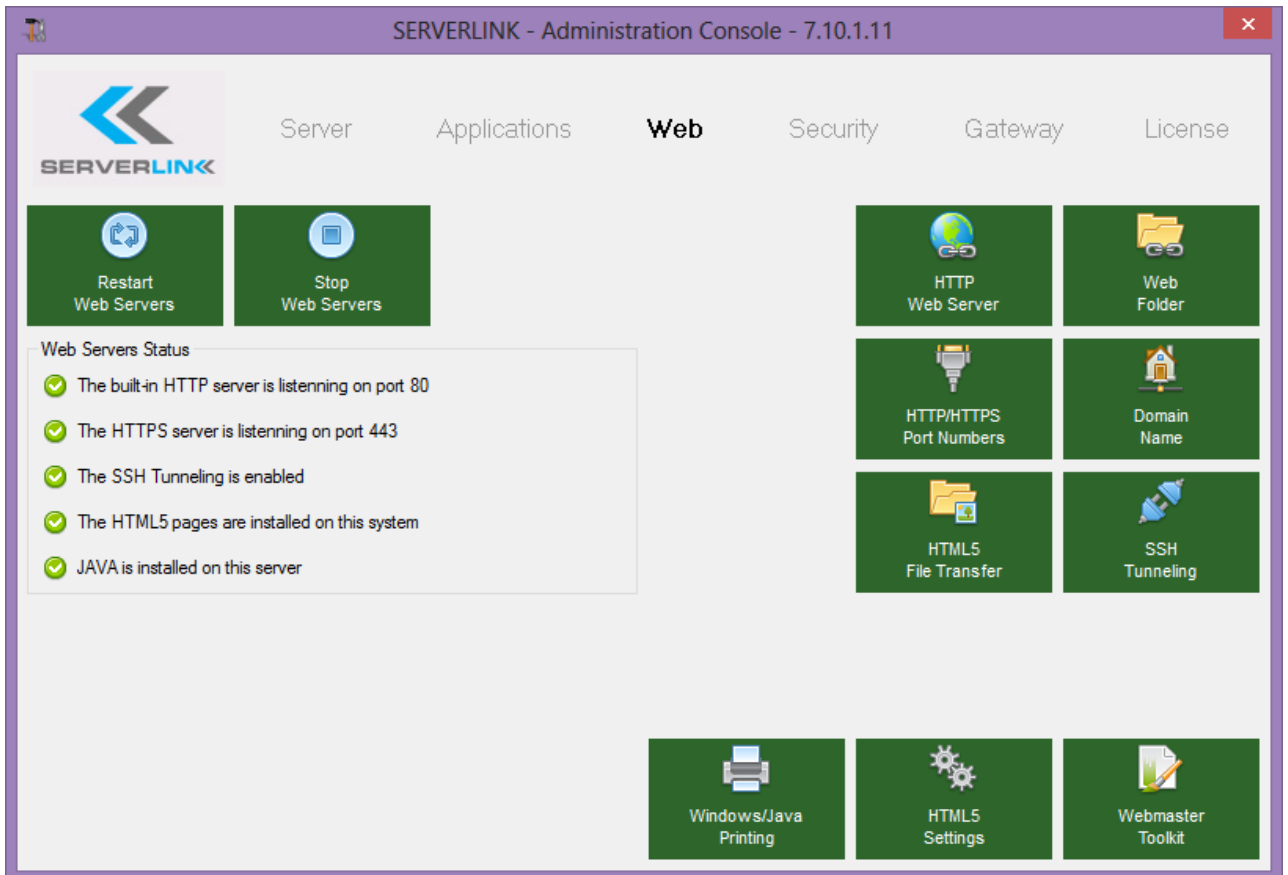 SERVERLINK - Administration Console - 7.10.1.11
SERVERLINK
Server Applications Web Security Gateway License
Restart
Web Servers
Stop
Web Servers
HTTP
Web Server
Web
Folder
Web Servers Status
The built-in HTTP server is listenning on port 80
The HTTPS server is listenning on port 443
The SSH Tunneling is enabled
The HTML5 pages are installed on this system
JAVA is installed on this server
HTTP/HTTPS
Port Numbers
Domain
Name
HTML5
File Transfer
SSH
Tunneling
Windows/Java
Printing
HTML5
Settings
Webmaster
Toolkit